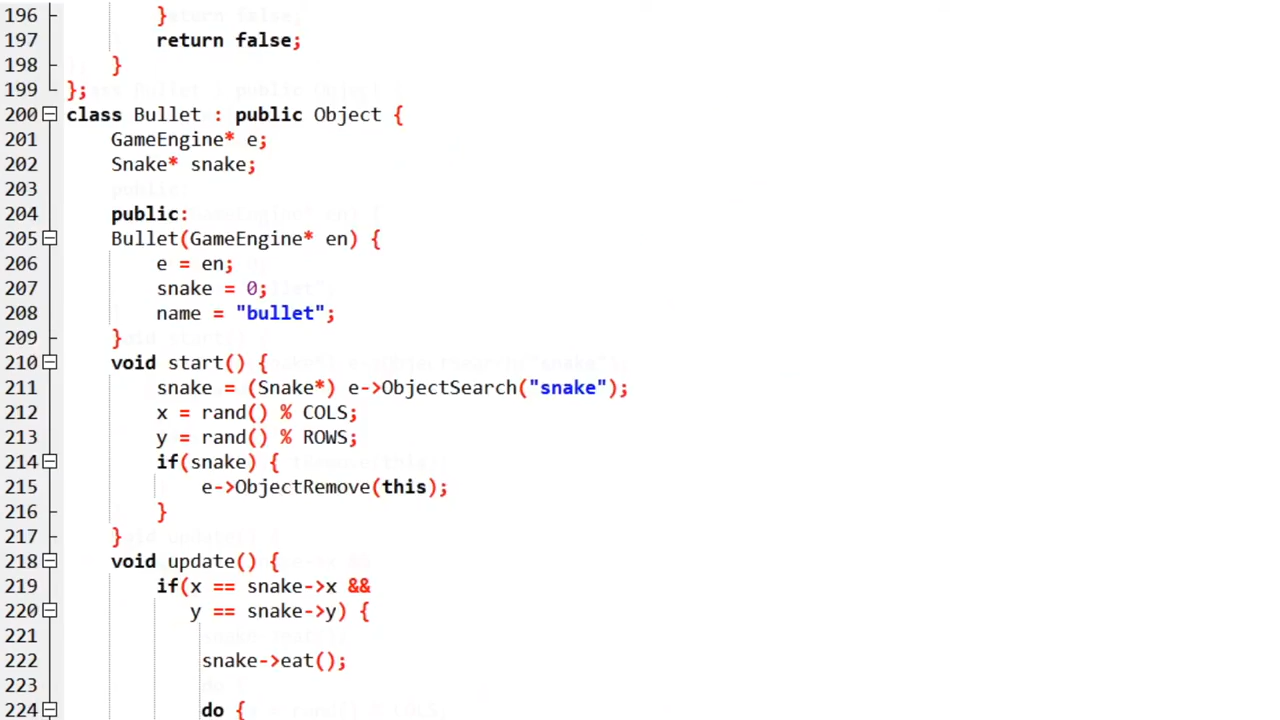 196 }
197 return false;
198 }
199 };
200 class Bullet : public Object {
201 GameEngine* e;
202 Snake* snake;
203
204 public:
205 Bullet(GameEngine* en) {
206 e = en;
207 snake = 0;
208 name = "bullet";
209 }
210 void start() {
211 snake = (Snake*) e->ObjectSearch("snake");
212 x = rand() % COLS;
213 y = rand() % ROWS;
214 if(snake) {
215 e->ObjectRemove(this);
216 }
217 }
218 void update() {
219 if(x == snake->x &&
220 y == snake->y) {
221
222 snake->eat();
223
224 do {